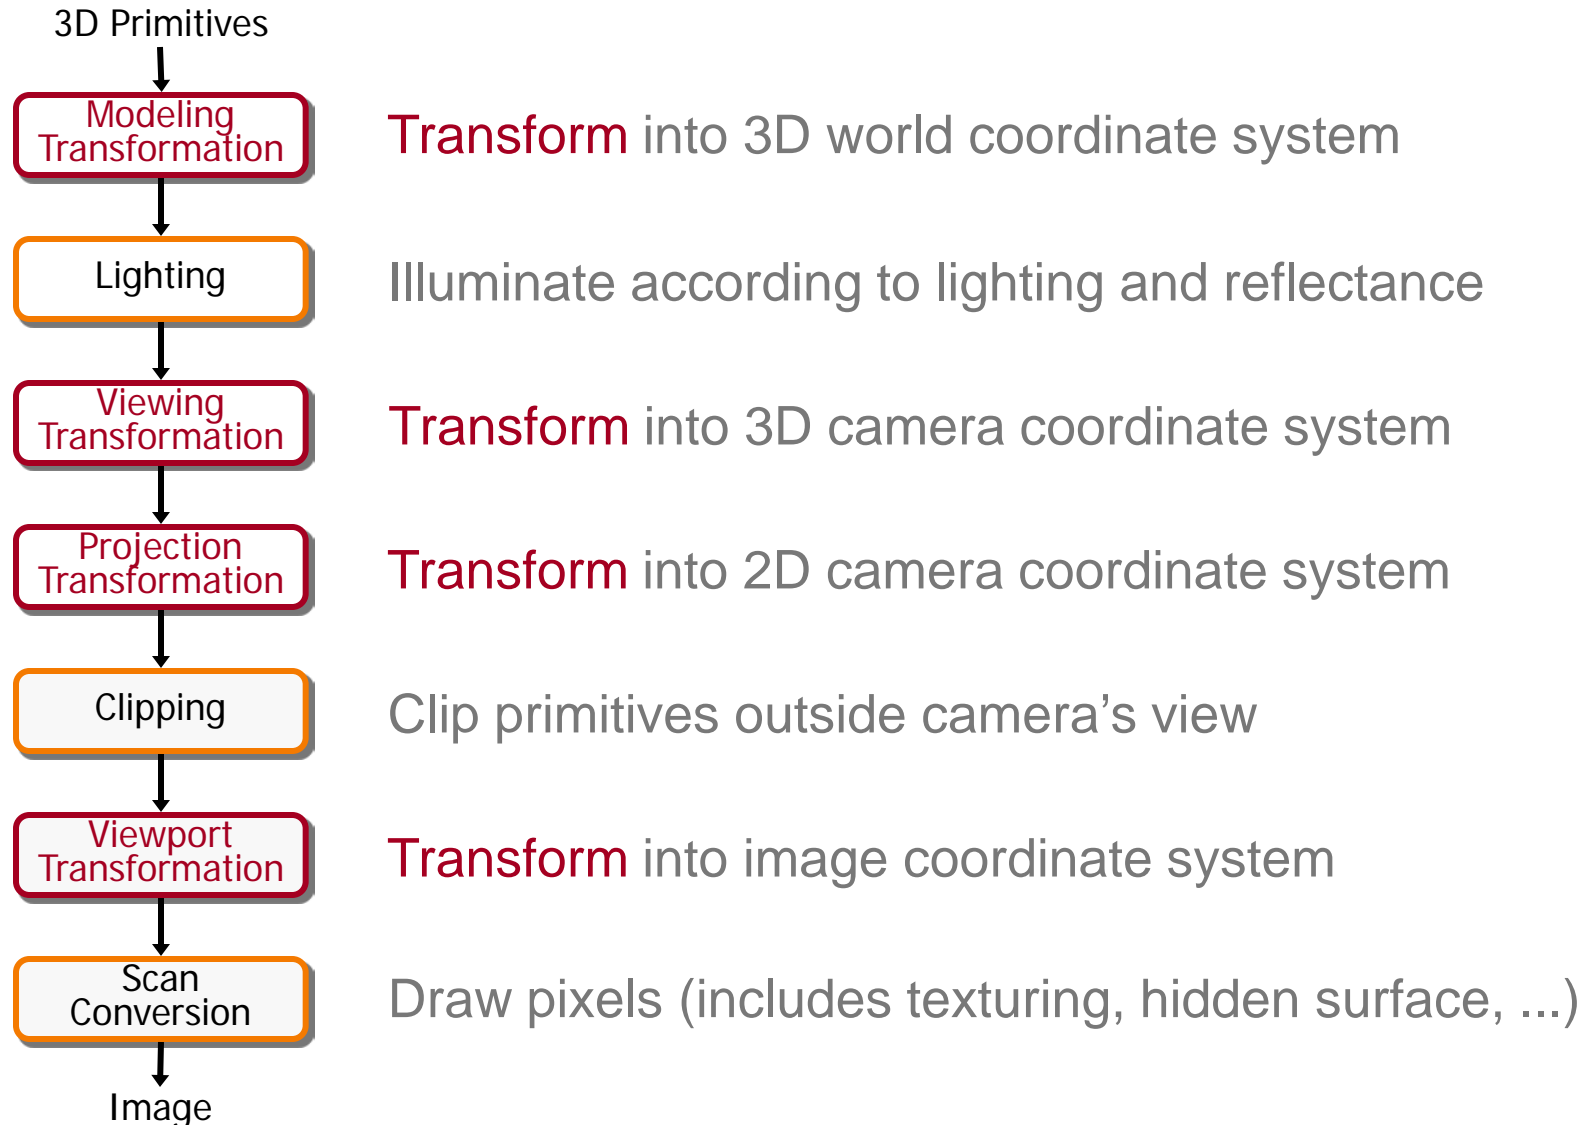 3D Primitives
Modeling
Transformation
Transform into 3D world coordinate system
Lighting
Illuminate according to lighting and reflectance
Viewing
Transformation
Transform into 3D camera coordinate system
Projection
Transformation
Transform into 2D camera coordinate system
Clipping
Clip primitives outside camera’s view
Viewport
Transformation
Transform into image coordinate system
Scan
Conversion
Draw pixels (includes texturing, hidden surface, ...)
Image